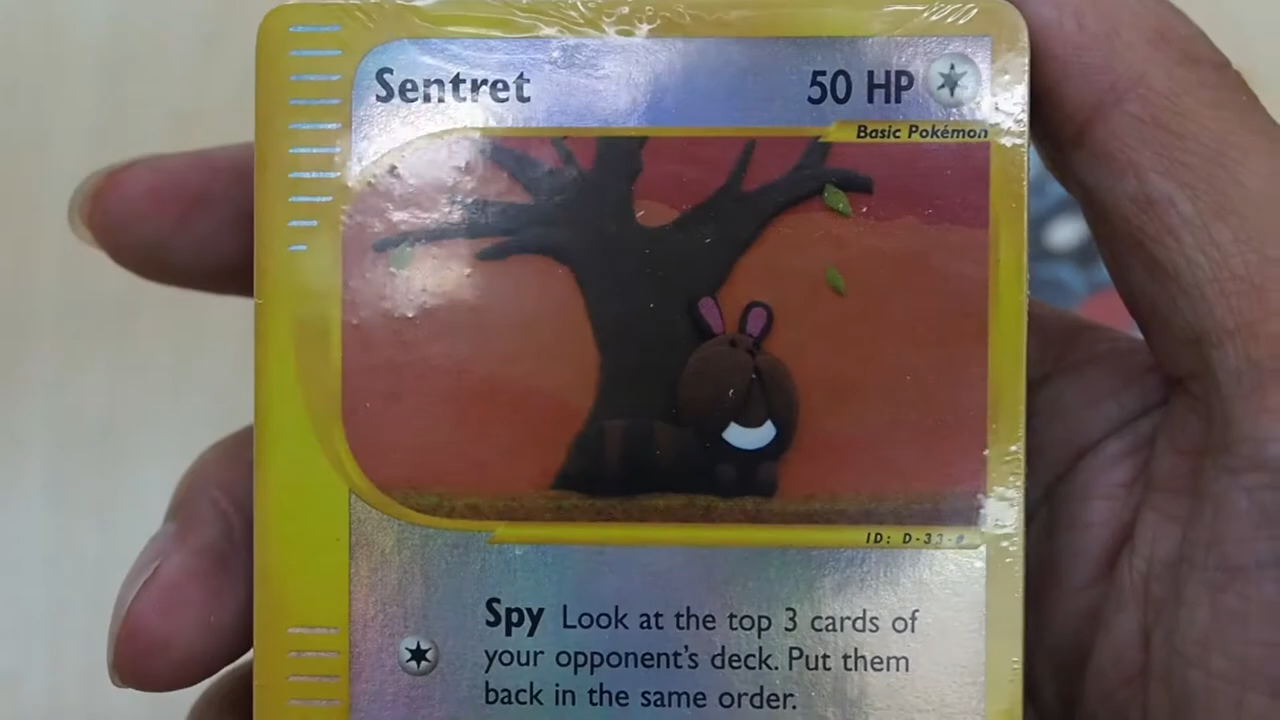 Sentret
50 HP
Basic Pokémon
ID: D-33-
Spy Look at the top 3 cards of
your opponent's deck. Put them
back in the same order.